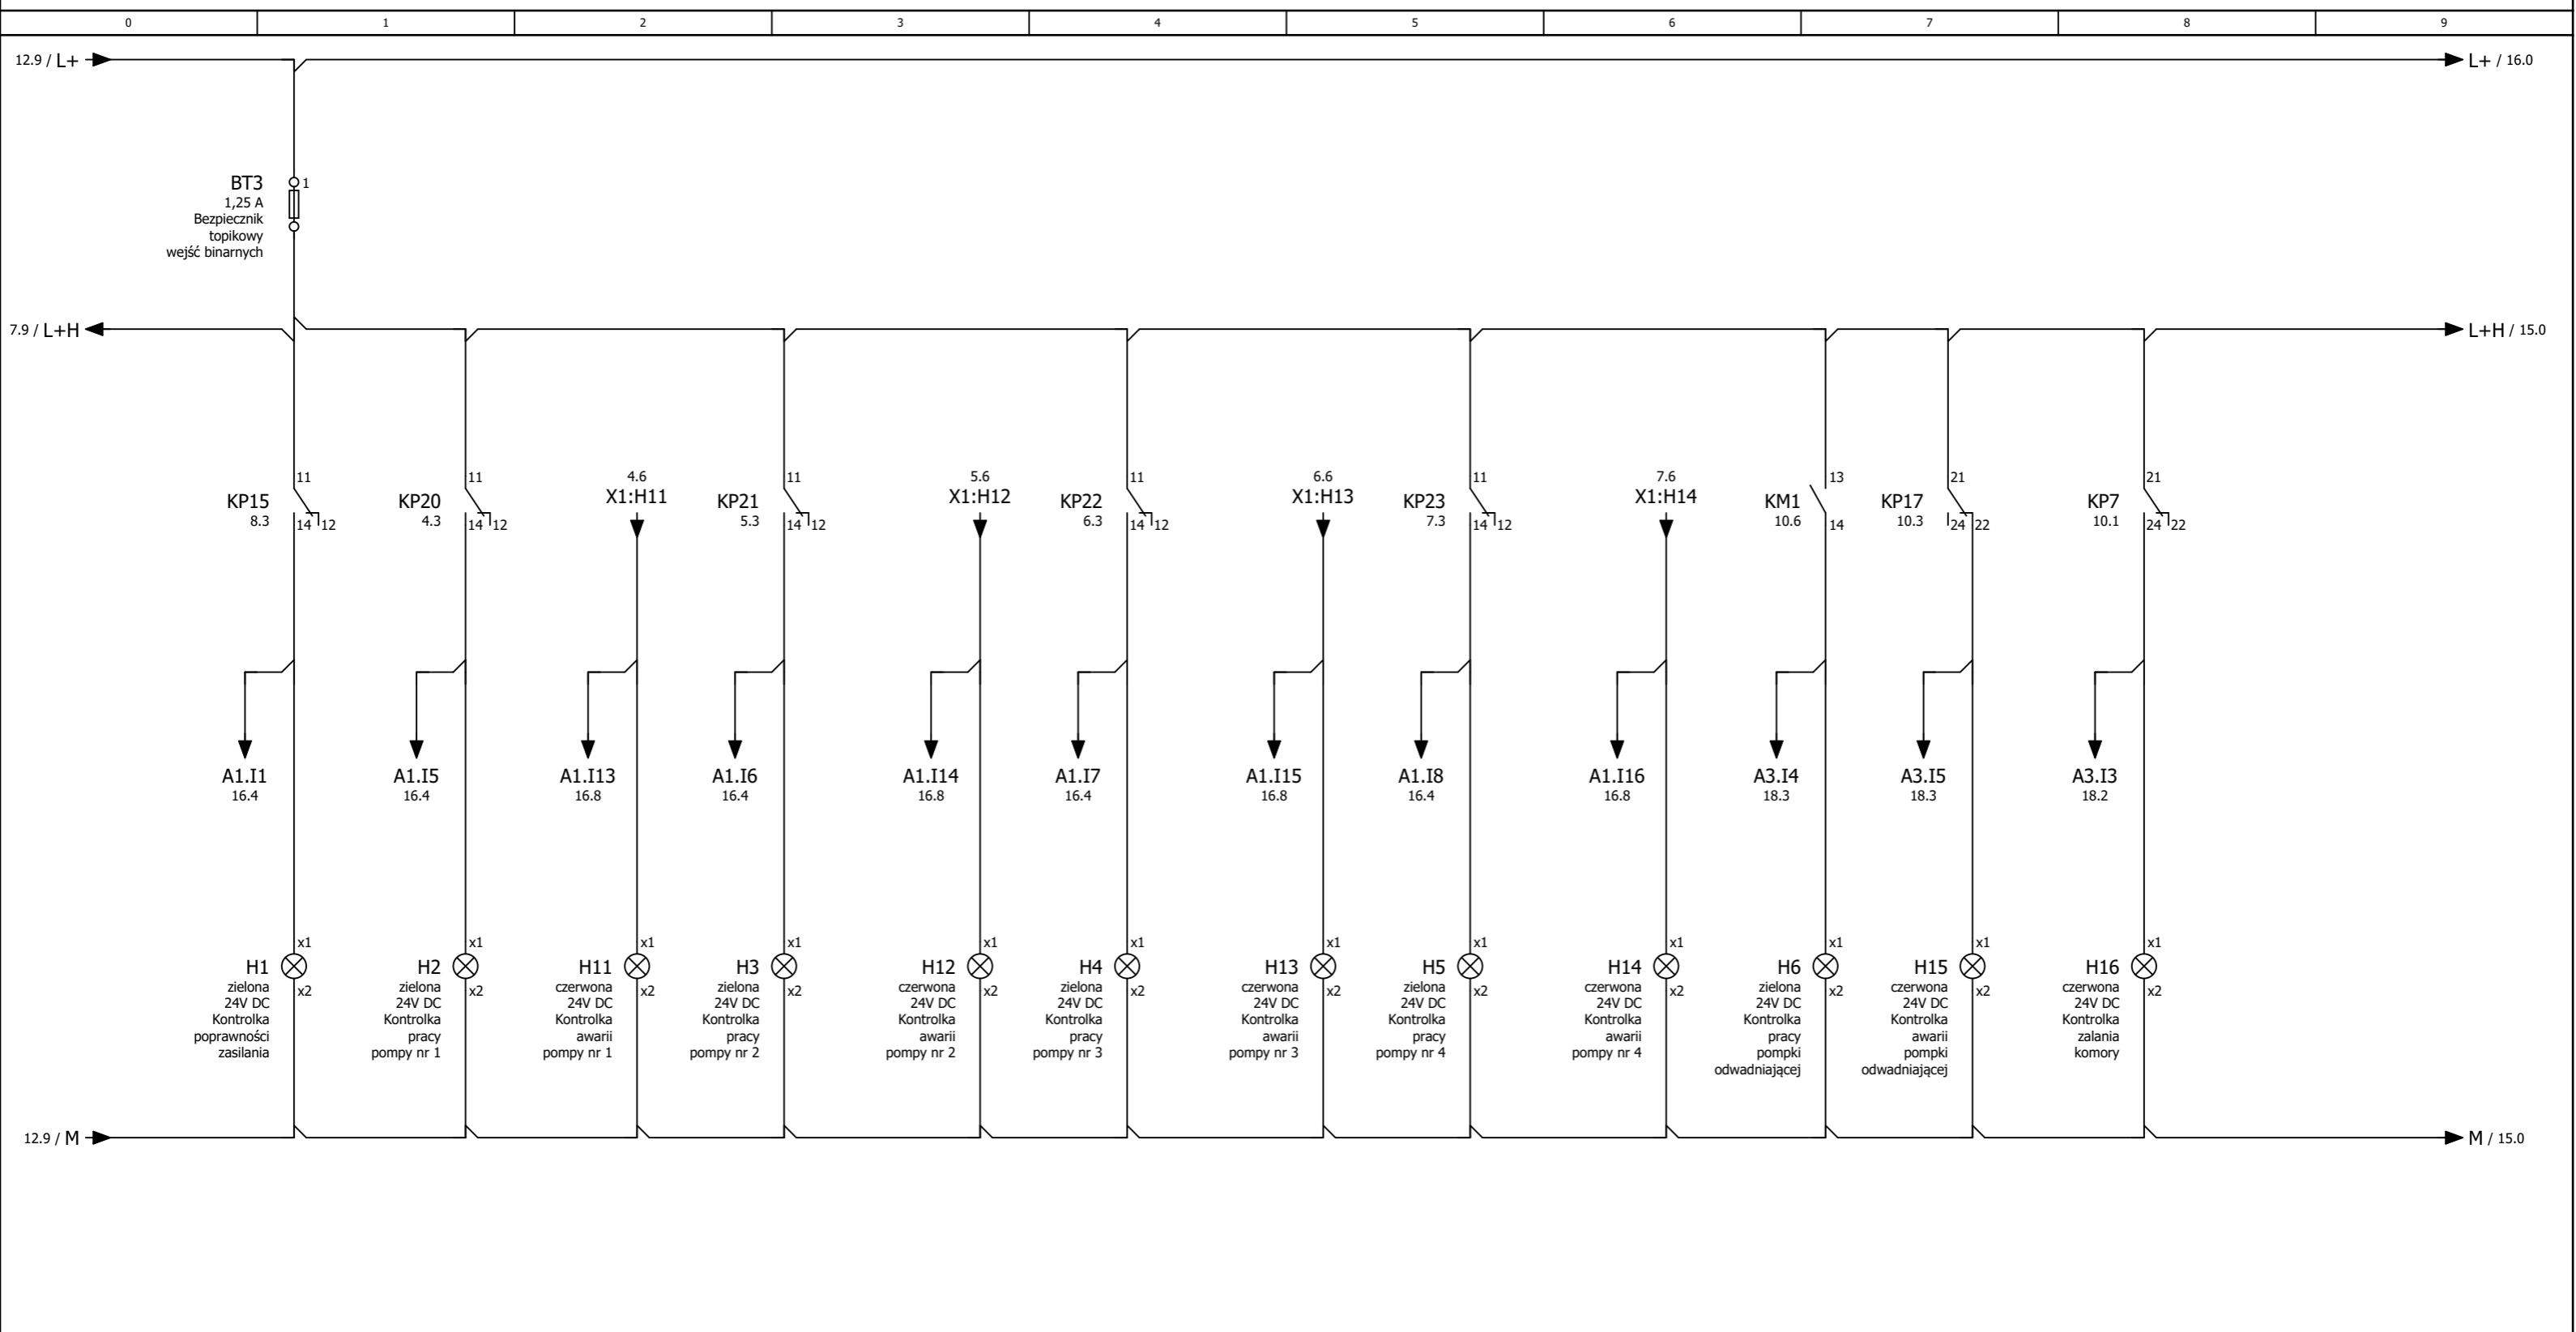 0 1 2 3 4 5 6 7 8 9
12.9 / L+
L+ / 16.0
BT3
1
1,25 A
Bezpiecznik
topikowy
wejść binarnych
7.9 / L+H
L+H / 15.0
KP15
8.3
11
14 12
KP20
4.3
11
14 12
4.6
X1:H11
KP21
5.3
11
14 12
5.6
X1:H12
KP22
6.3
11
14 12
6.6
X1:H13
KP23
7.3
11
14 12
7.6
X1:H14
KM1
10.6
13
14
KP17
10.3
21
24 22
KP7
10.1
21
24 22
A1.I1
16.4
A1.I5
16.4
A1.I13
16.8
A1.I6
16.4
A1.I14
16.8
A1.I7
16.4
A1.I15
16.8
A1.I8
16.4
A1.I16
16.8
A3.I4
18.3
A3.I5
18.3
A3.I3
18.2
x1
H1
x2
zielona
24V DC
Kontrolka
poprawności
zasilania
x1
H2
x2
zielona
24V DC
Kontrolka
pracy
pompy nr 1
x1
H11
x2
czerwona
24V DC
Kontrolka
awarii
pompy nr 1
x1
H3
x2
zielona
24V DC
Kontrolka
pracy
pompy nr 2
x1
H12
x2
czerwona
24V DC
Kontrolka
awarii
pompy nr 2
x1
H4
x2
zielona
24V DC
Kontrolka
pracy
pompy nr 3
x1
H13
x2
czerwona
24V DC
Kontrolka
awarii
pompy nr 3
x1
H5
x2
zielona
24V DC
Kontrolka
pracy
pompy nr 4
x1
H14
x2
czerwona
24V DC
Kontrolka
awarii
pompy nr 4
x1
H6
x2
zielona
24V DC
Kontrolka
pracy
pompki
odwadniającej
x1
H15
x2
czerwona
24V DC
Kontrolka
awarii
pompki
odwadniającej
x1
H16
x2
czerwona
24V DC
Kontrolka
zalania
komory
12.9 / M
M / 15.0